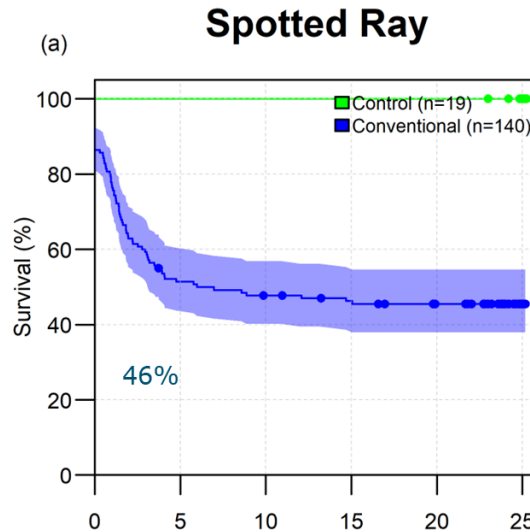 Spotted Ray
(a)
Control (n=19)
Conventional (n=140)
Survival (%)
100
80
60
40
20
0
46%
0 5 10 15 20 25